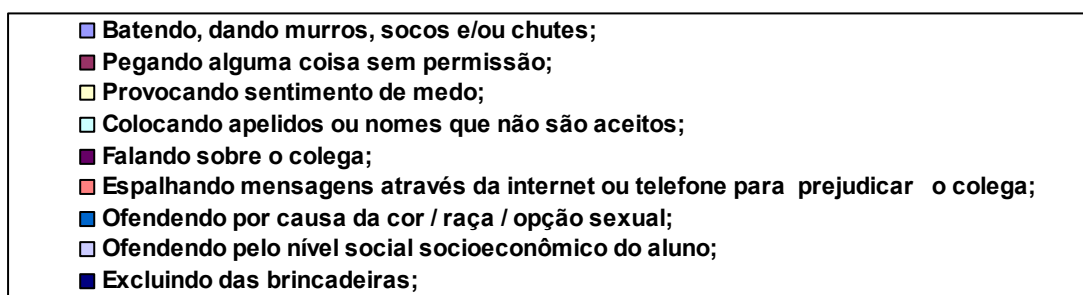 Batendo, dando murros, socos e/ou chutes;
Pegando alguma coisa sem permissão;
Provocando sentimento de medo;
Colocando apelidos ou nomes que não são aceitos;
Falando sobre o colega;
Espalhando mensagens através da internet ou telefone para prejudicar o colega;
Ofendendo por causa da cor / raça / opção sexual;
Ofendendo pelo nível social socioeconômico do aluno;
Excluindo das brincadeiras;